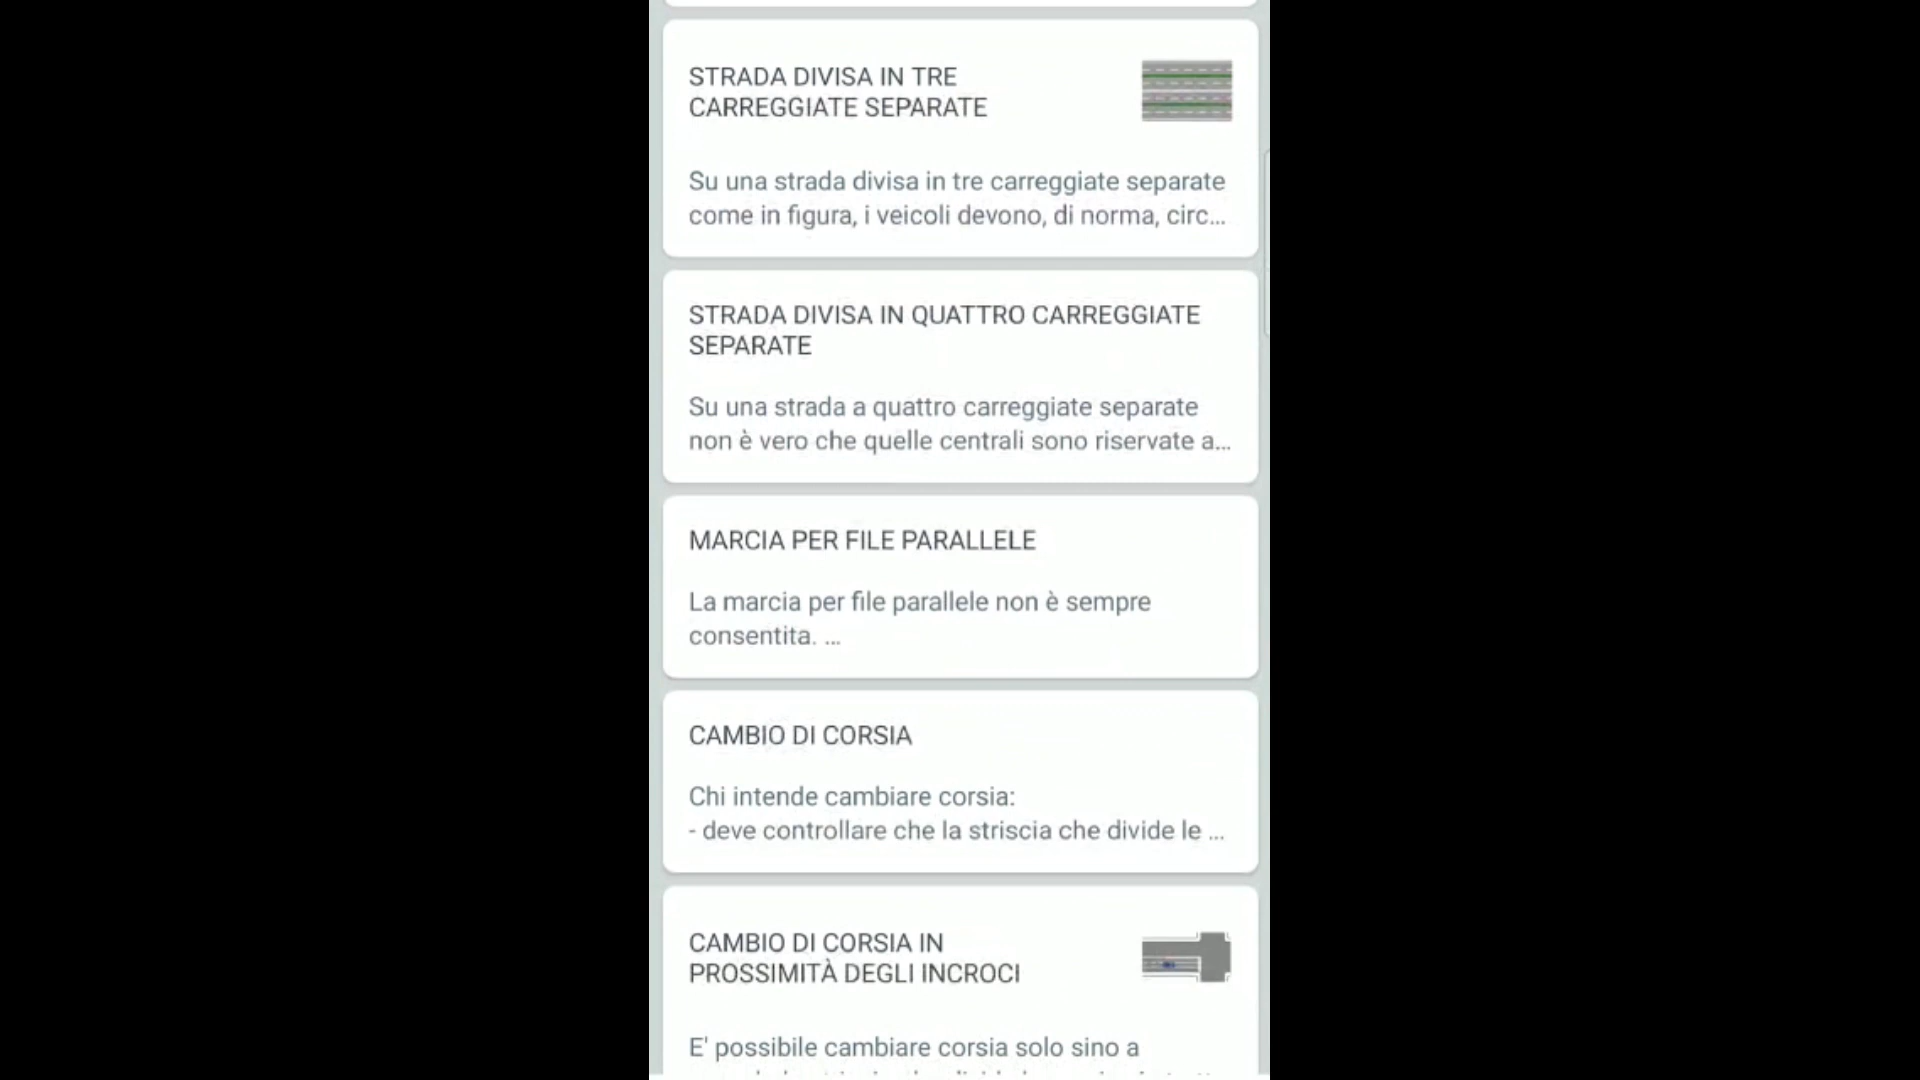 STRADA DIVISA IN TRE
CARREGGIATE SEPARATE
Su una strada divisa in tre carreggiate separate
come in figura, i veicoli devono, di norma, circ...
STRADA DIVISA IN QUATTRO CARREGGIATE
SEPARATE
Su una strada a quattro carreggiate separate
non è vero che quelle centrali sono riservate a...
MARCIA PER FILE PARALLELE
La marcia per file parallele non è sempre
consentita. ...
CAMBIO DI CORSIA
Chi intende cambiare corsia:
- deve controllare che la striscia che divide le ...
CAMBIO DI CORSIA IN
PROSSIMITÀ DEGLI INCROCI
E' possibile cambiare corsia solo sino a